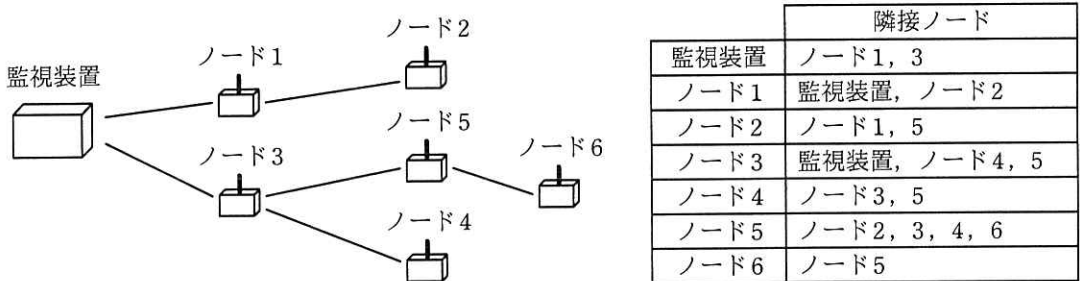 監視装置
ノード1
ノード2
ノード3
ノード5
ノード6
ノード4
隣接ノード
監視装置 ノード1，3
ノード1 監視装置，ノード2
ノード2 ノード1，5
ノード3 監視装置，ノード4，5
ノード4 ノード3，5
ノード5 ノード2，3，4，6
ノード6 ノード5